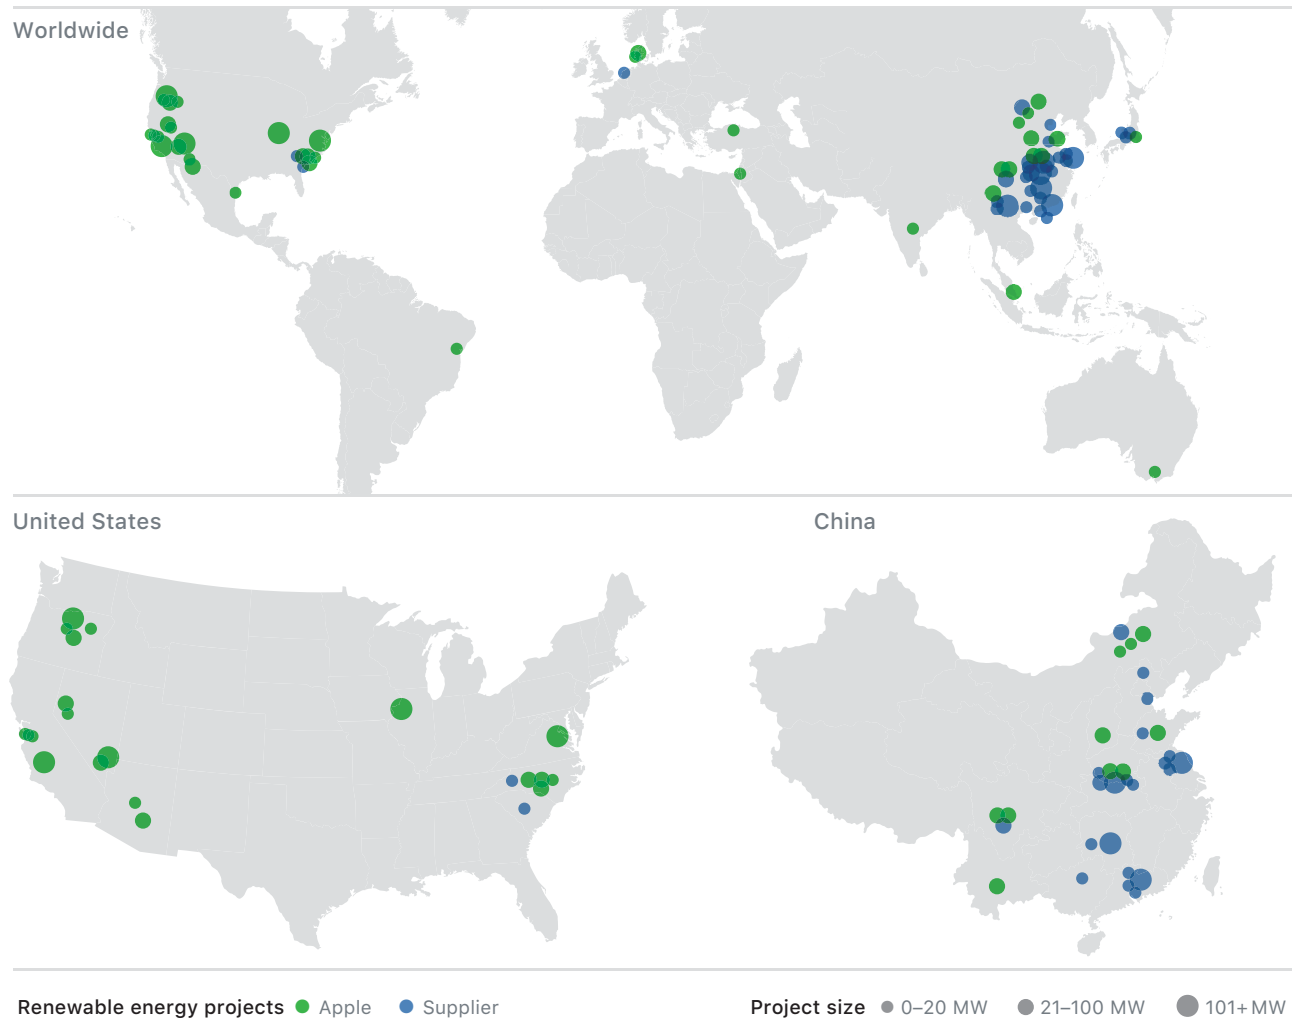 Worldwide
United States
China
Renewable energy projects Apple Supplier
Project size 0–20 MW 21–100 MW 101+ MW